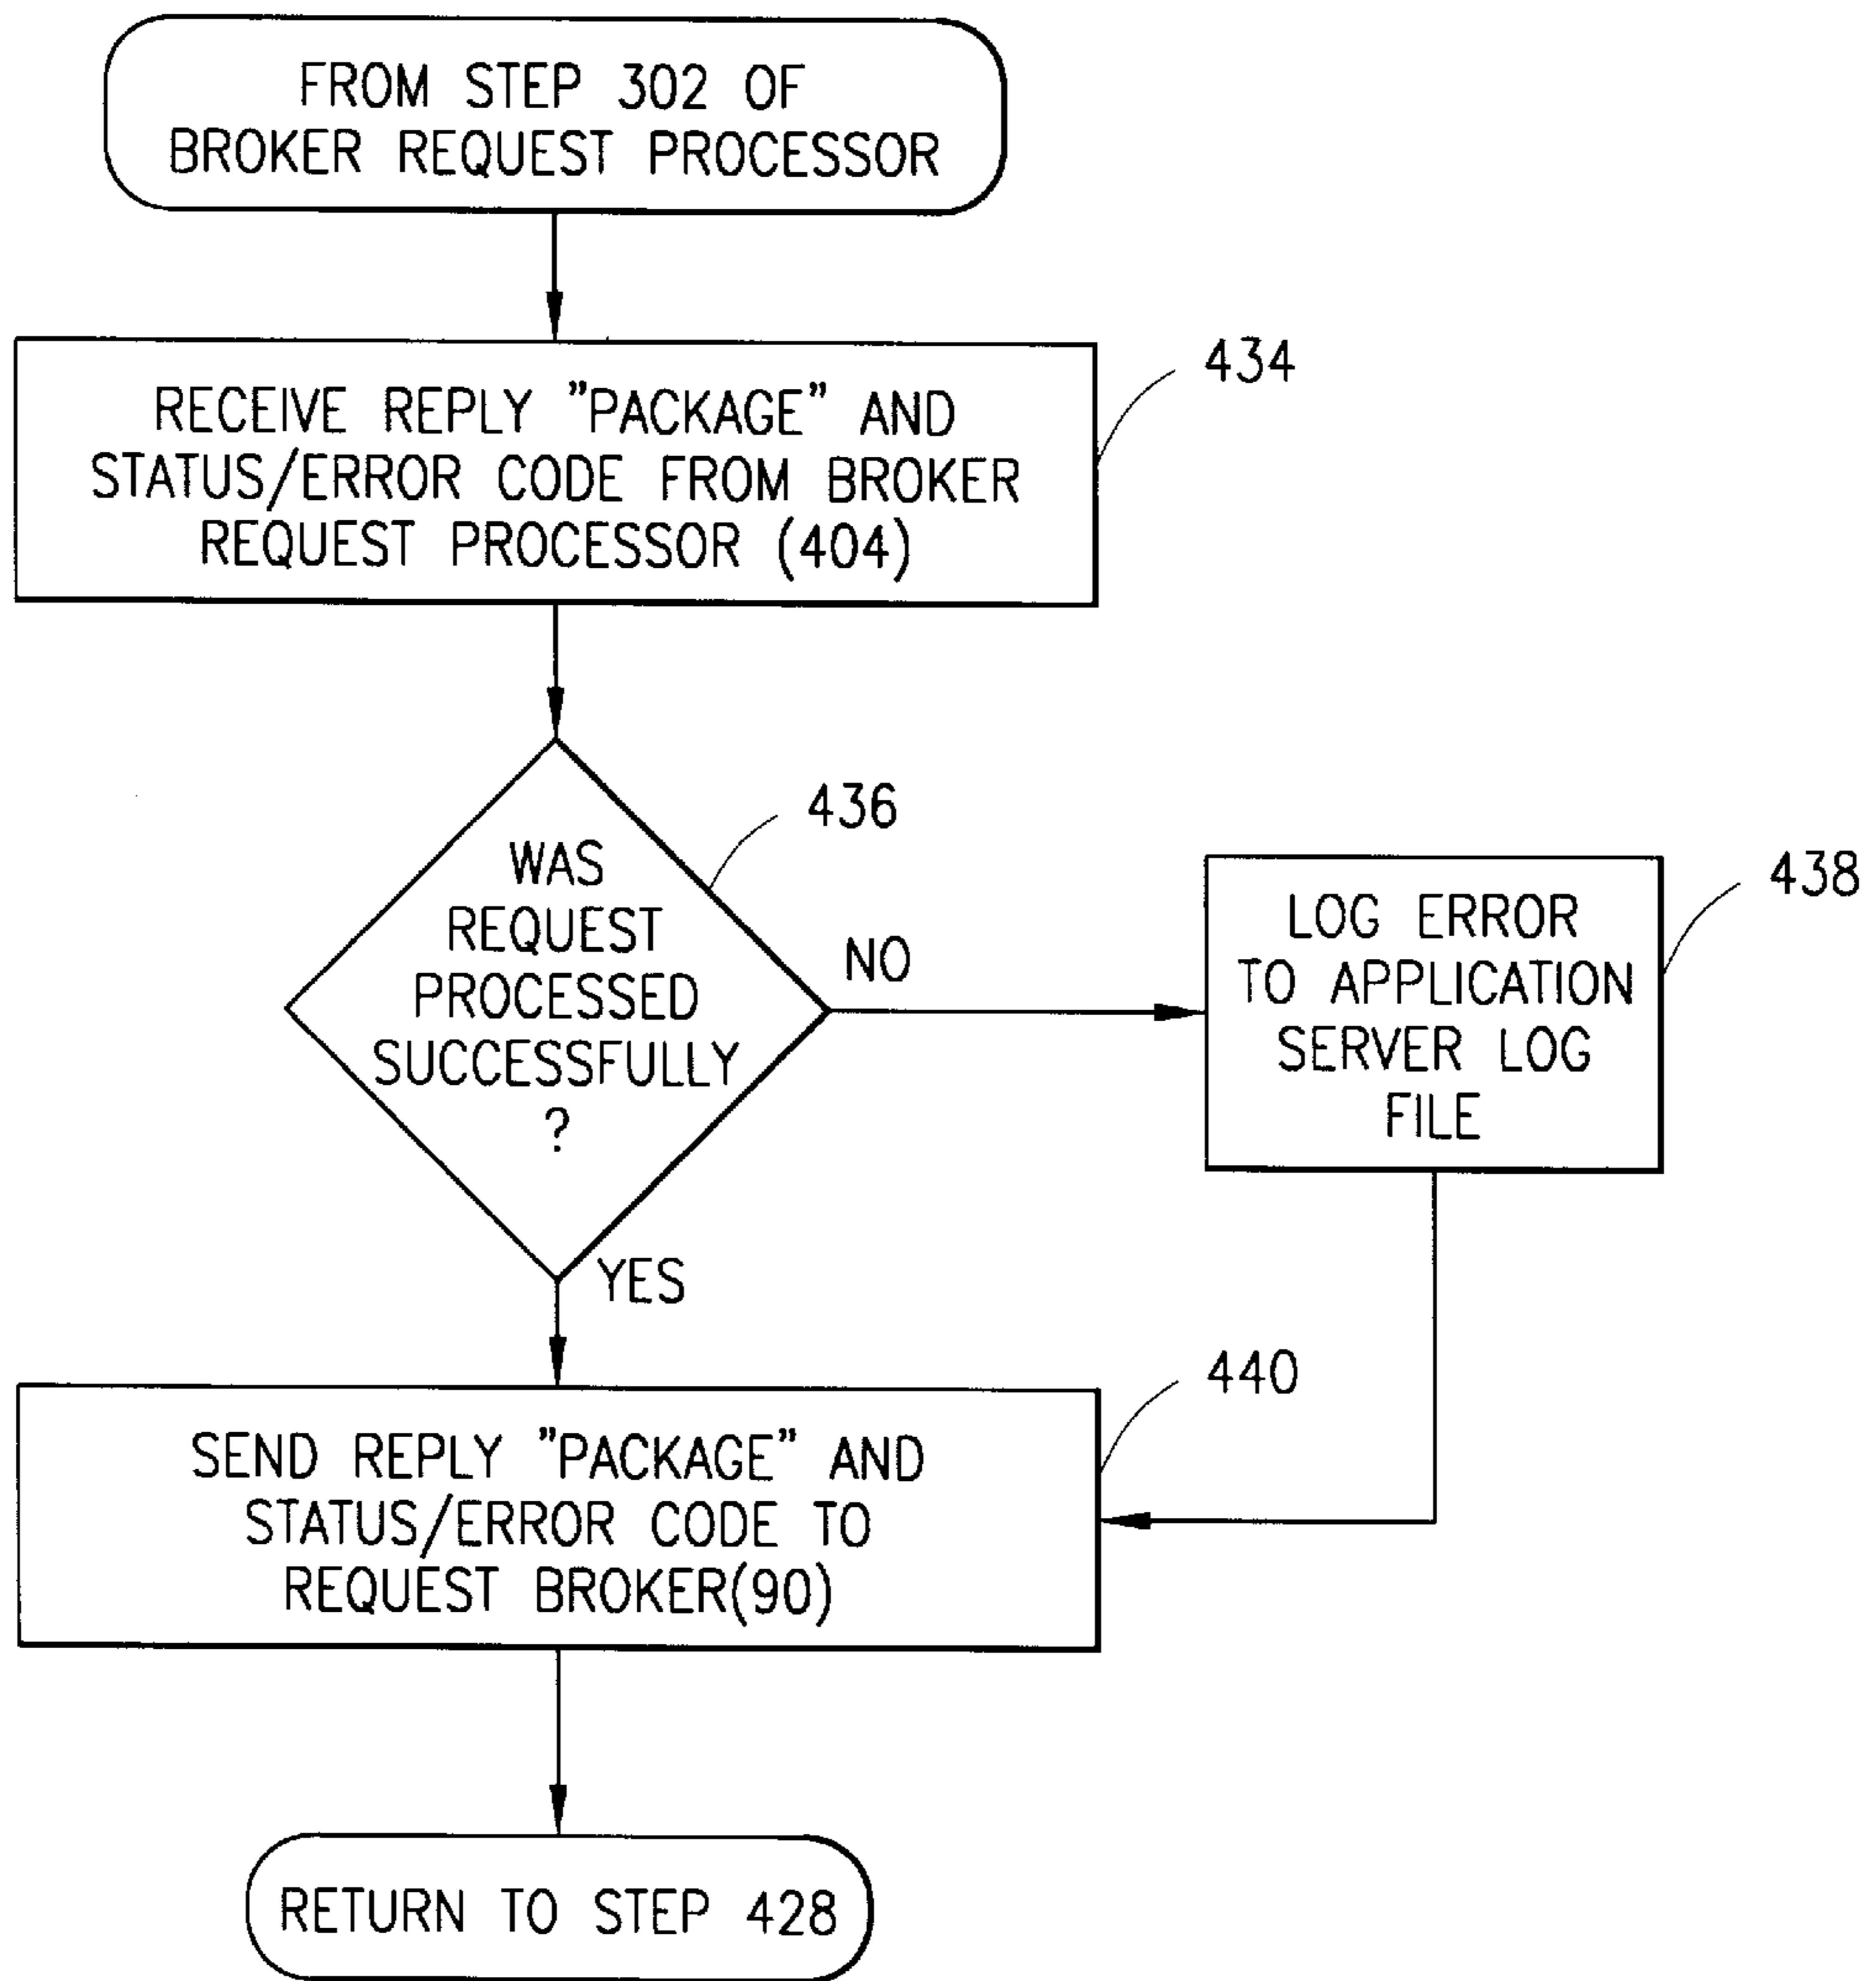 FROM STEP 302 OF
BROKER REQUEST PROCESSOR
434
RECEIVE REPLY "PACKAGE" AND
STATUS/ERROR CODE FROM BROKER
REQUEST PROCESSOR (404)
436
WAS
REQUEST
PROCESSED
SUCCESSFULLY
?
NO
438
LOG ERROR
TO APPLICATION
SERVER LOG
FILE
YES
440
SEND REPLY "PACKAGE" AND
STATUS/ERROR CODE TO
REQUEST BROKER(90)
RETURN TO STEP 428